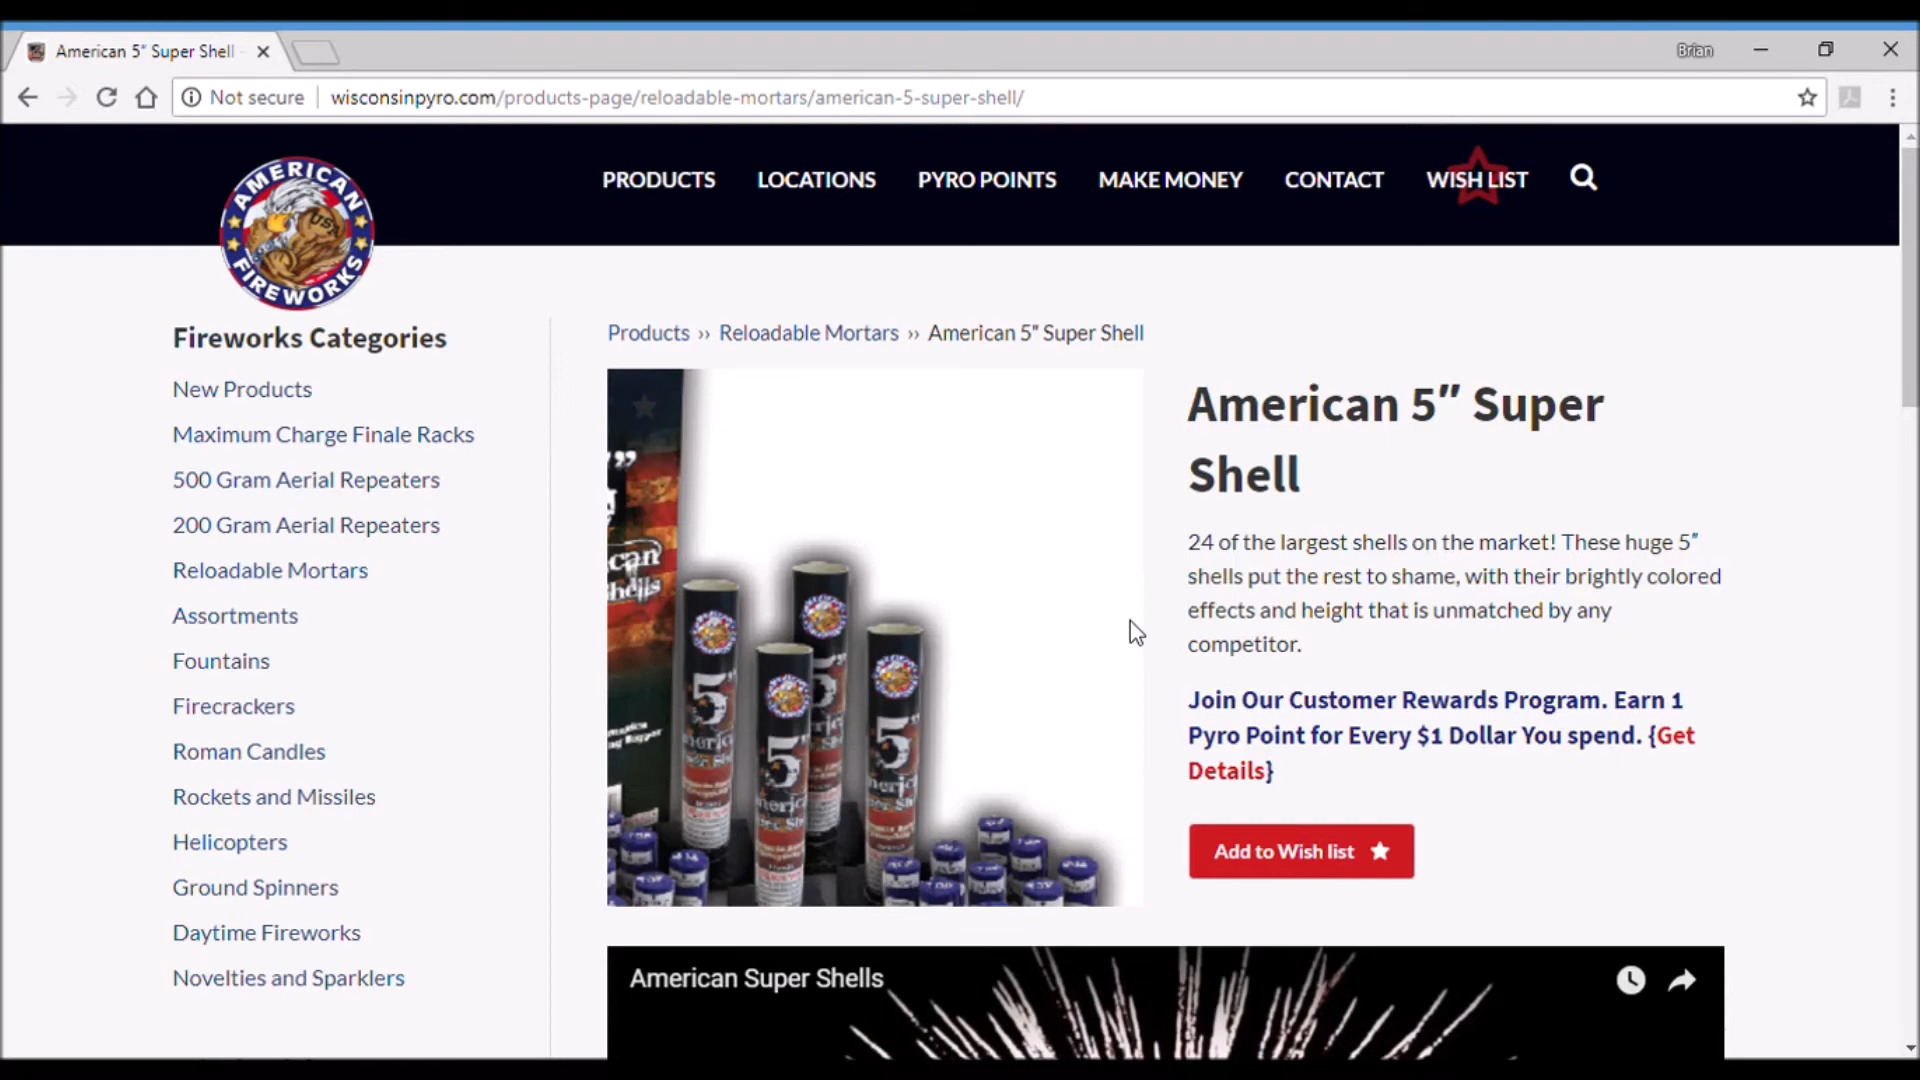 American 5" Super Shell
Brian
Not secure
wisconsinpyro.com/products-page/reloadable-mortars/american-5-super-shell/
AMERICAN
USA
FIREWORKS
PRODUCTS
LOCATIONS
PYRO POINTS
MAKE MONEY
CONTACT
WISH LIST
Fireworks Categories
New Products
Maximum Charge Finale Racks
500 Gram Aerial Repeaters
200 Gram Aerial Repeaters
Reloadable Mortars
Assortments
Fountains
Firecrackers
Roman Candles
Rockets and Missiles
Helicopters
Ground Spinners
Daytime Fireworks
Novelties and Sparklers
Products ›› Reloadable Mortars ›› American 5" Super Shell
5"
5"
5"
American 5″ Super
Shell
24 of the largest shells on the market! These huge 5″
shells put the rest to shame, with their brightly colored
effects and height that is unmatched by any
competitor.
Join Our Customer Rewards Program. Earn 1
Pyro Point for Every $1 Dollar You spend. {Get
Details}
Add to Wish list
American Super Shells